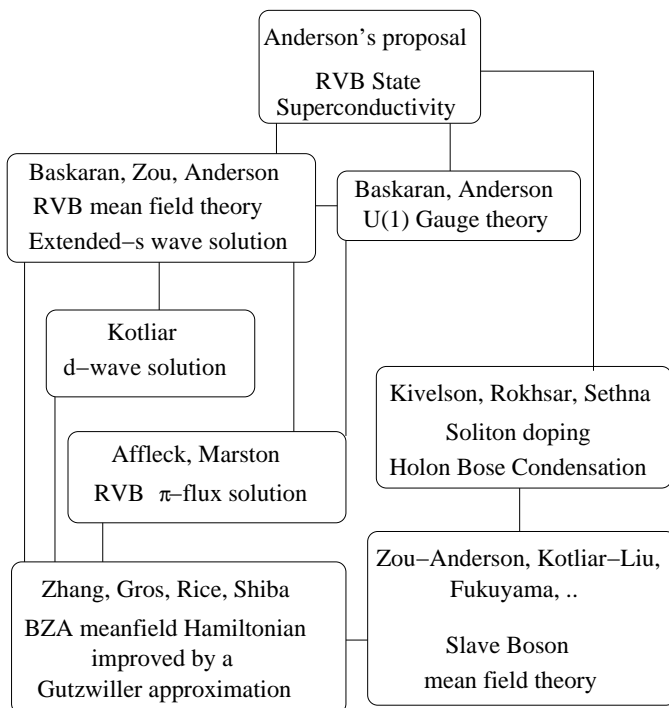 Anderson's proposal
RVB State
Superconductivity
Baskaran, Zou, Anderson
RVB mean field theory
Extended−s wave solution
Baskaran, Anderson
U(1) Gauge theory
Kotliar
d−wave solution
Kivelson, Rokhsar, Sethna
Soliton doping
Holon Bose Condensation
Affleck, Marston
RVB π−flux solution
Zhang, Gros, Rice, Shiba
BZA meanfield Hamiltonian
improved by a
Gutzwiller approximation
Zou−Anderson, Kotliar−Liu,
Fukuyama, ..
Slave Boson
mean field theory